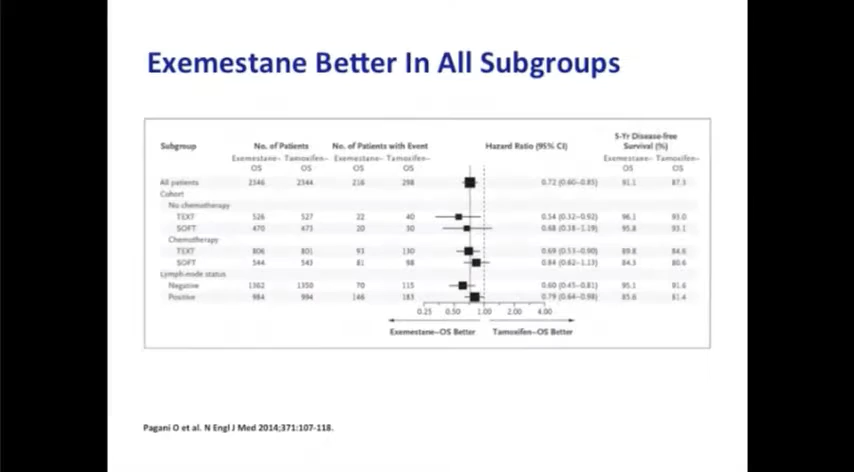 Exemestane Better In All Subgroups
Subgroup No. of Patients No. of Patients with Event Hazard Ratio (95% CI) 5-Yr Disease-free Survival (%)
Exemestane–OS Tamoxifen–OS Exemestane–OS Tamoxifen–OS Exemestane–OS Tamoxifen–OS
All patients 2346 2344 216 298 0.72 (0.60–0.85) 91.1 87.3
Cohort
No chemotherapy
TEXT 526 527 22 40 0.54 (0.32–0.92) 96.1 93.0
SOFT 470 473 20 30 0.68 (0.38–1.19) 95.8 93.1
Chemotherapy
TEXT 806 801 93 130 0.69 (0.53–0.90) 89.8 84.6
SOFT 544 543 81 98 0.84 (0.62–1.13) 84.3 80.6
Lymph-node status
Negative 1362 1350 70 115 0.60 (0.45–0.81) 95.1 91.6
Positive 984 994 146 183 0.79 (0.64–0.98) 85.6 81.4
0.25 0.50 1.00 2.00 4.00
Exemestane–OS Better Tamoxifen–OS Better
Pagani O et al. N Engl J Med 2014;371:107-118.